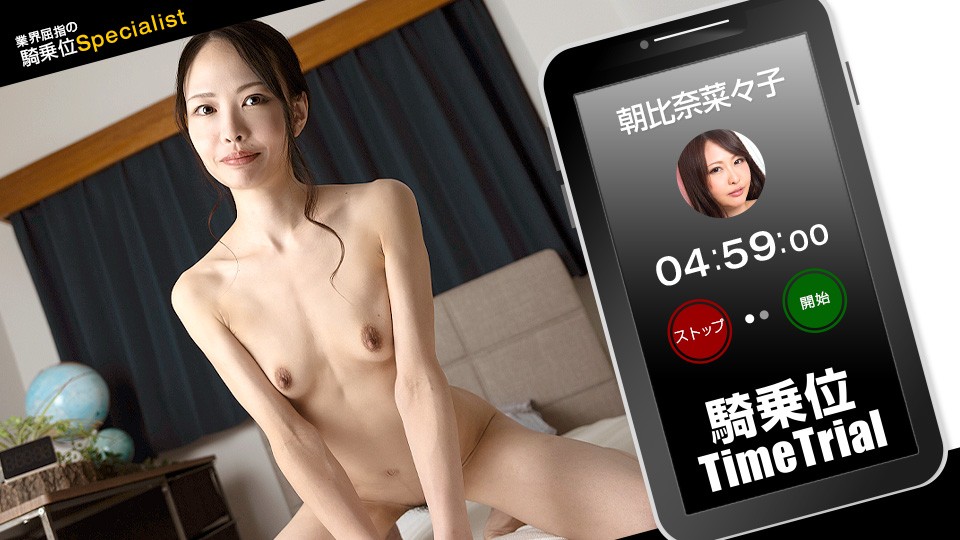 業界屈指の
騎乗位Specialist
朝比奈菜々子
04:59:00
ストップ
開始
騎乗位
TimeTrial